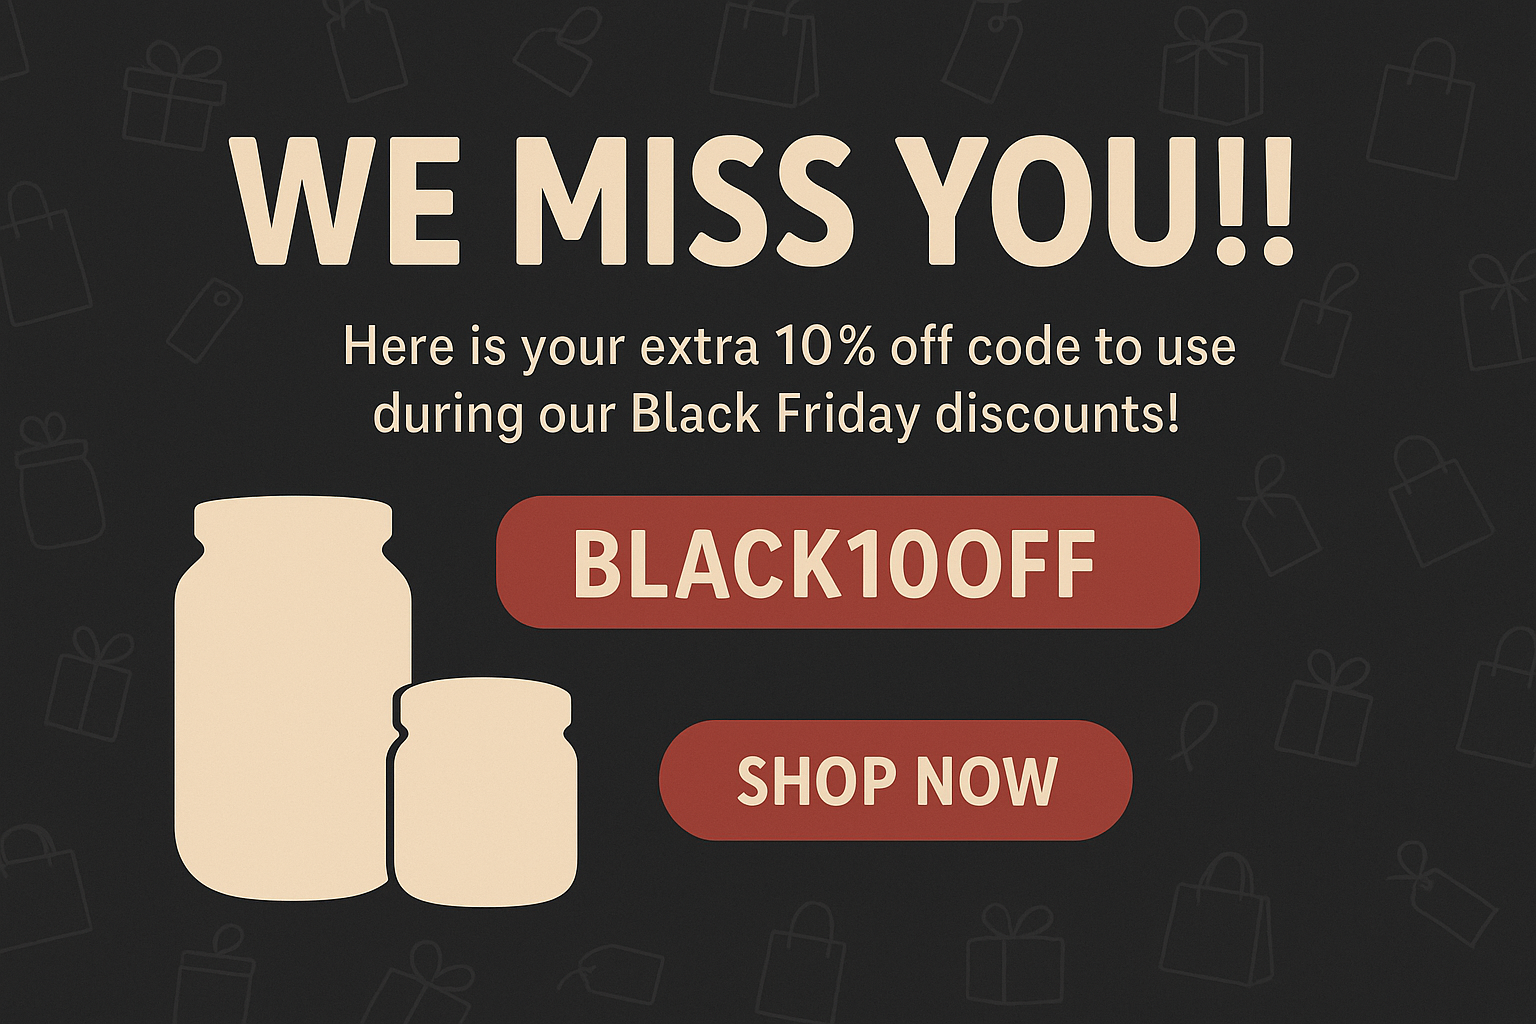 WE MISS YOU!!
Here is your extra 10% off code to use
during our Black Friday discounts!
BLACK10OFF
SHOP NOW